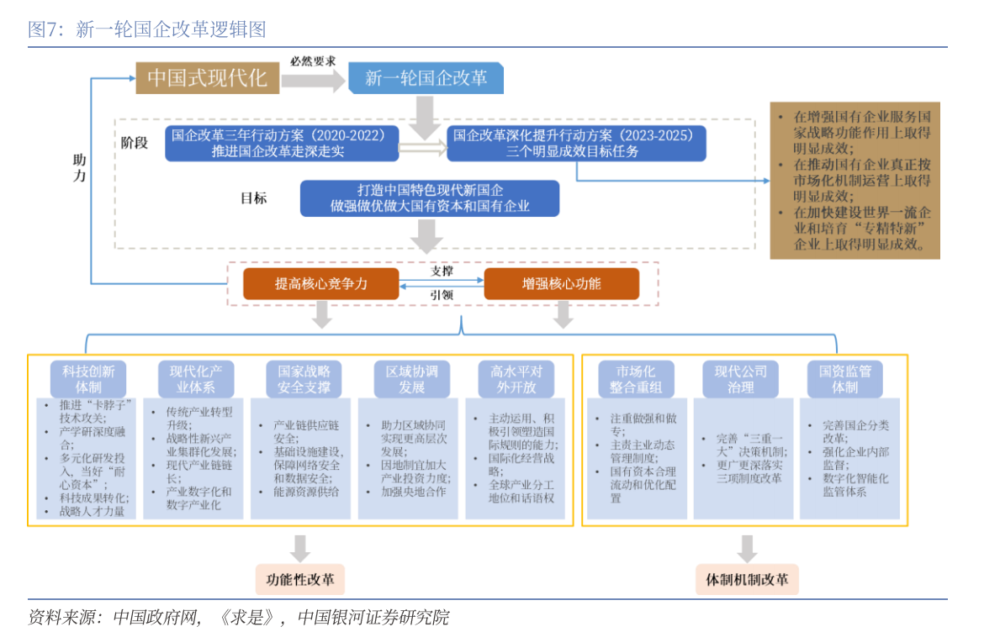 图7：新一轮国企改革逻辑图
中国式现代化
必然要求
新一轮国企改革
助
力
阶段
国企改革三年行动方案（2020-2022）
推进国企改革走深走实
国企改革深化提升行动方案（2023-2025）
三个明显成效目标任务
目标
打造中国特色现代新国企
做强做优做大国有资本和国有企业
• 在增强国有企业服务国
家战略功能作用上取得
明显成效；
• 在推动国有企业真正按
市场化机制运营上取得
明显成效；
• 在加快建设世界一流企
业和培育“专精特新”
企业上取得明显成效。
提高核心竞争力
支撑
引领
增强核心功能
科技创新
体制
• 推进“卡脖子”
技术攻关；
• 产学研深度融
合；
• 多元化研发投
入，当好“耐
心资本”；
• 科技成果转化；
• 战略人才力量
现代化产
业体系
• 传统产业转型
升级；
• 战略性新兴产
业集群化发展；
• 现代产业链链
长；
• 产业数字化和
数字产业化
国家战略
安全支撑
• 产业链供应链
安全；
• 基础设施建设，
保障网络安全
和数据安全；
• 能源资源供给
区域协调
发展
• 助力区域协同
实现更高层次
发展；
• 因地制宜加大
产业投资力度；
• 加强央地合作
高水平对
外开放
• 主动运用、积
极引领塑造国
际规则的能力；
• 国际化经营战
略；
• 全球产业分工
地位和话语权
市场化
整合重组
• 注重做强和做
专；
• 主责主业动态
管理制度；
• 国有资本合理
流动和优化配
置
现代公司
治理
• 完善“三重一
大”决策机制；
• 更广更深落实
三项制度改革
国资监管
体制
• 完善国企分类
改革；
• 强化企业内部
监督；
• 数字化智能化
监管体系
功能性改革
体制机制改革
资料来源：中国政府网，《求是》，中国银河证券研究院